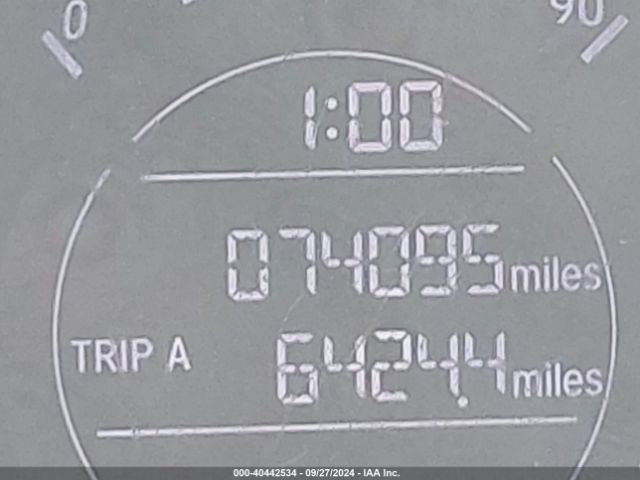 0 90
1:00
074095 miles
TRIP A 6424.4 miles
000-40442534 - 09/27/2024 - IAA Inc.